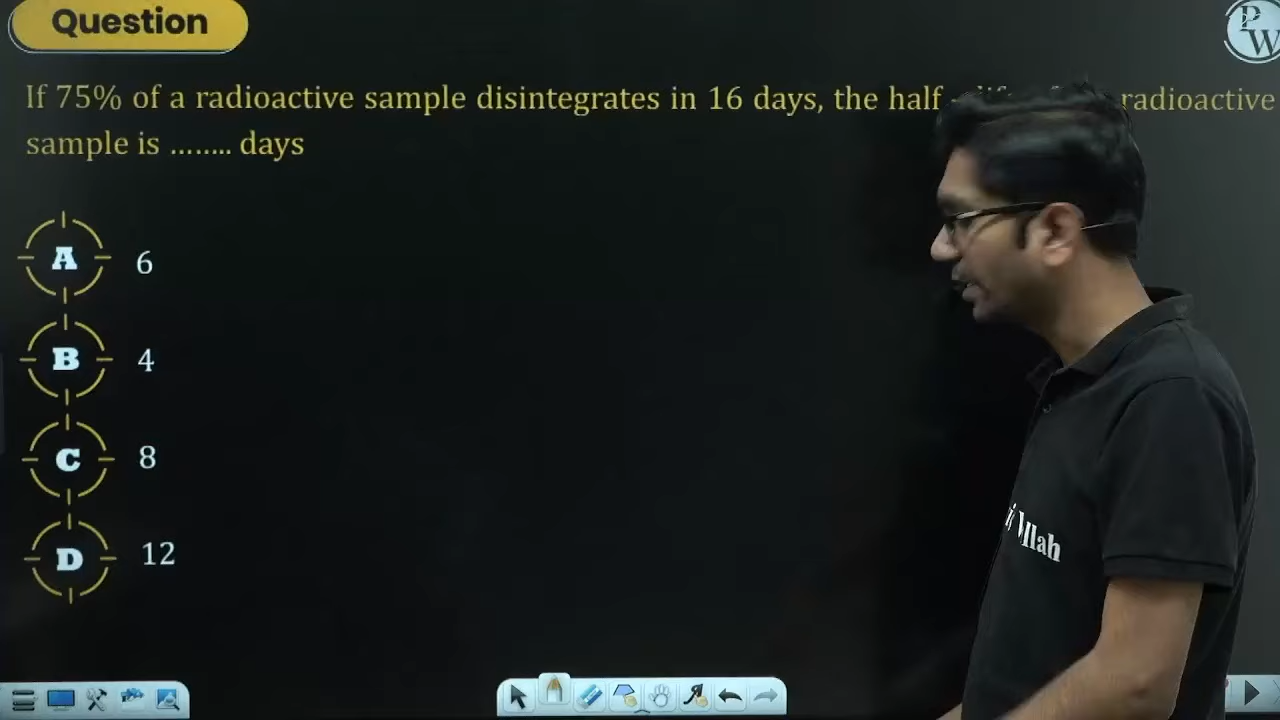 Question
P
W
If 75% of a radioactive sample disintegrates in 16 days, the half radioactive
sample is ........ days
A 6
B 4
C 8
D 12
llah